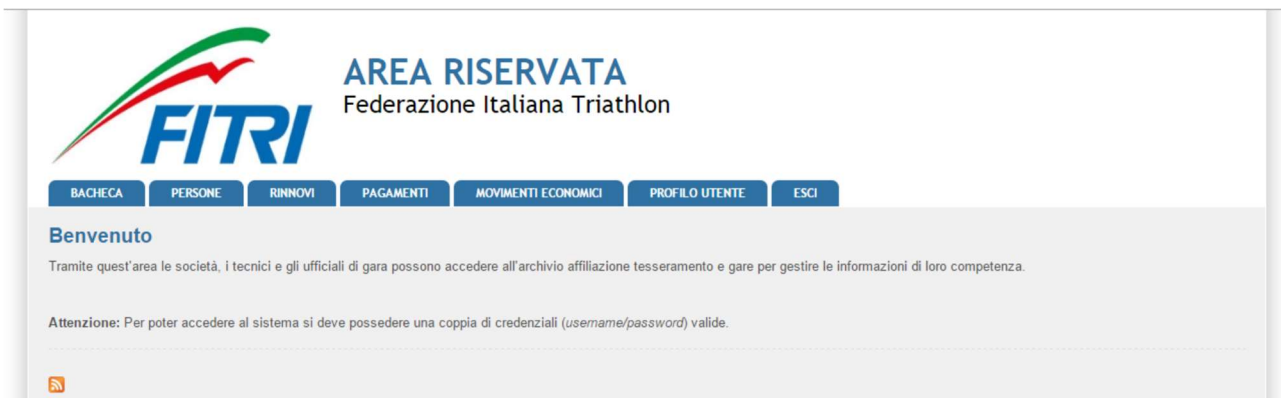 FITRI
AREA RISERVATA
Federazione Italiana Triathlon
BACHECA PERSONE RINNOVI PAGAMENTI MOVIMENTI ECONOMICI PROFILO UTENTE ESCI
Benvenuto
Tramite quest'area le società, i tecnici e gli ufficiali di gara possono accedere all'archivio affiliazione tesseramento e gare per gestire le informazioni di loro competenza.
Attenzione: Per poter accedere al sistema si deve possedere una coppia di credenziali (username/password) valide.